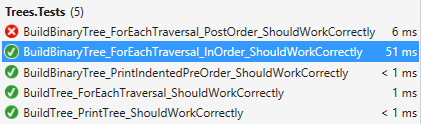 Trees.Tests (5)
BuildBinaryTree_ForEachTraversal_PostOrder_ShouldWorkCorrectly 6 ms
BuildBinaryTree_ForEachTraversal_InOrder_ShouldWorkCorrectly 51 ms
BuildBinaryTree_PrintIndentedPreOrder_ShouldWorkCorrectly < 1 ms
BuildTree_ForEachTraversal_ShouldWorkCorrectly < 1 ms
BuildTree_PrintTree_ShouldWorkCorrectly < 1 ms